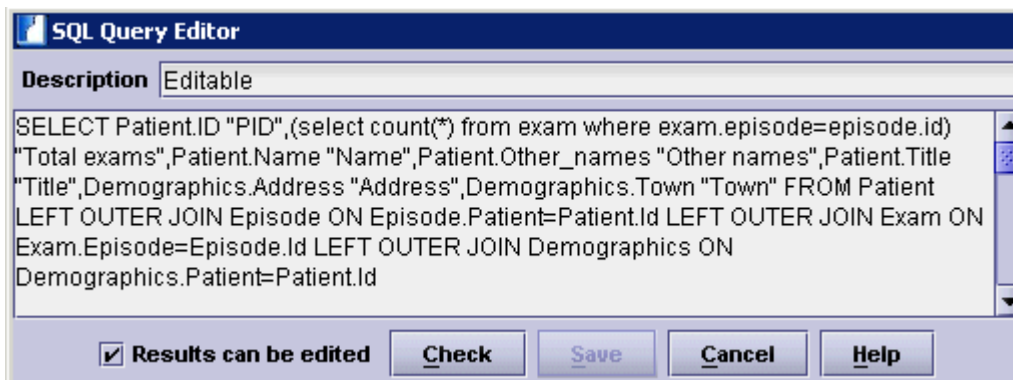 SQL Query Editor
Description Editable
SELECT Patient.ID "PID",(select count(*) from exam where exam.episode=episode.id)
"Total exams",Patient.Name "Name",Patient.Other_names "Other names",Patient.Title
"Title",Demographics.Address "Address",Demographics.Town "Town" FROM Patient
LEFT OUTER JOIN Episode ON Episode.Patient=Patient.Id LEFT OUTER JOIN Exam ON
Exam.Episode=Episode.Id LEFT OUTER JOIN Demographics ON
Demographics.Patient=Patient.Id
Results can be edited Check Save Cancel Help